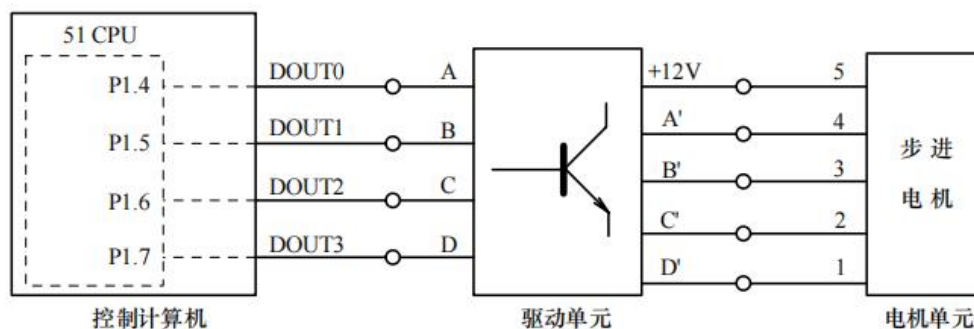 51 CPU
P1.4 DOUT0 A +12V 5
A' 4
P1.5 DOUT1 B
B' 3
步进
电机
P1.6 DOUT2 C
C' 2
P1.7 DOUT3 D
D' 1
控制计算机 驱动单元 电机单元